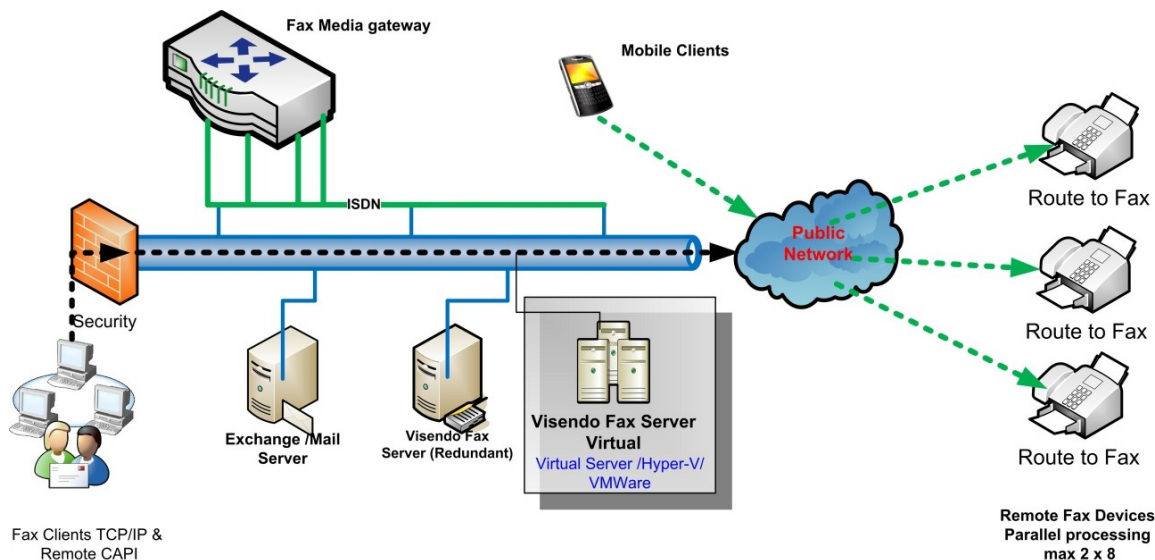 Fax Media gateway
Mobile Clients
ISDN
Public
Network
Route to Fax
Security
Route to Fax
Exchange /Mail
Server
Visendo Fax
Server (Redundant)
Visendo Fax Server
Virtual
Virtual Server /Hyper-V/
VMWare
Route to Fax
Fax Clients TCP/IP &
Remote CAPI
Remote Fax Devices
Parallel processing
max 2 x 8